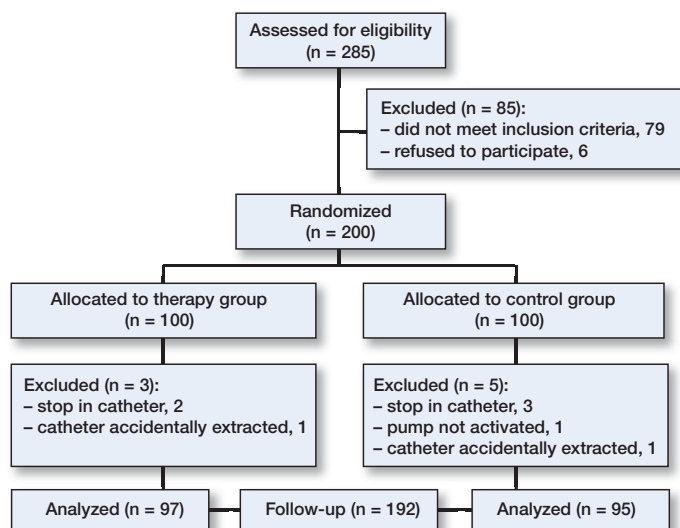 Assessed for eligibility
(n = 285)
Excluded (n = 85):
– did not meet inclusion criteria, 79
– refused to participate, 6
Randomized
(n = 200)
Allocated to therapy group
(n = 100)
Allocated to control group
(n = 100)
Excluded (n = 3):
– stop in catheter, 2
– catheter accidentally extracted, 1
Excluded (n = 5):
– stop in catheter, 3
– pump not activated, 1
– catheter accidentally extracted, 1
Analyzed (n = 97)
Follow-up (n = 192)
Analyzed (n = 95)